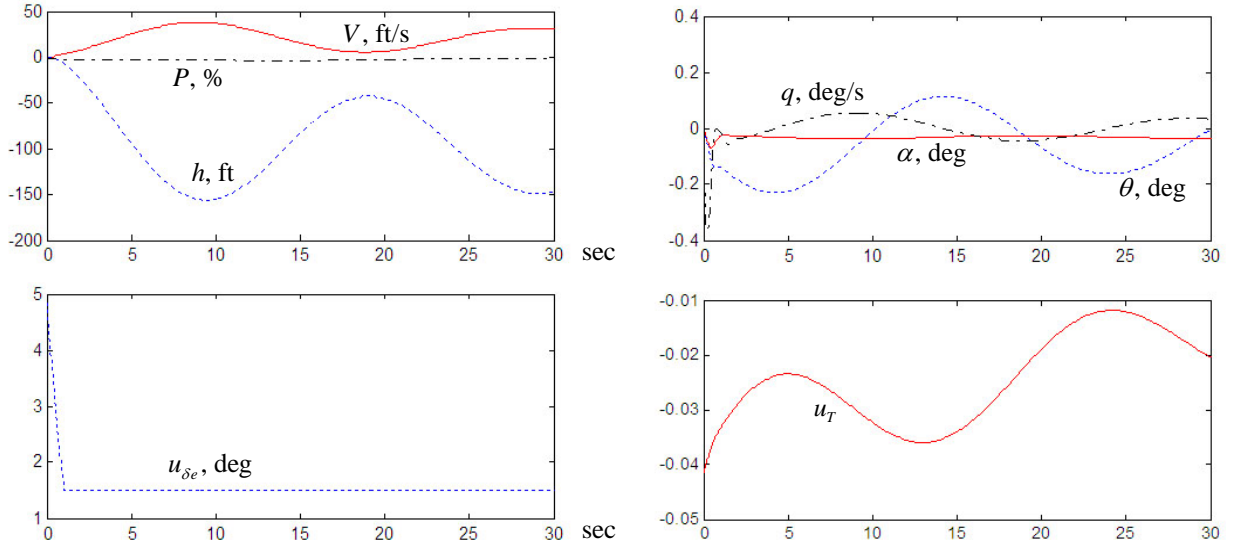 50
0
-50
-100
-150
-200
0 5 10 15 20 25 30 sec
V, ft/s
P, %
h, ft
0.4
0.2
0
-0.2
-0.4
0 5 10 15 20 25 30
q, deg/s
α, deg
θ, deg
5
4
3
2
1
0 5 10 15 20 25 30 sec
u_{δe}, deg
-0.01
-0.02
-0.03
-0.04
-0.05
0 5 10 15 20 25 30
u_T